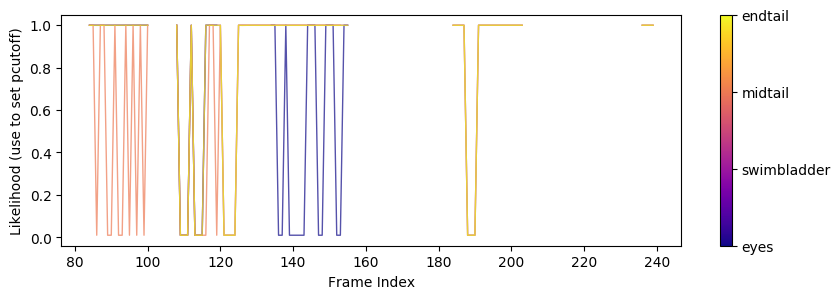 Likelihood (use to set pcutoff)
1.0
0.8
0.6
0.4
0.2
0.0
80 100 120 140 160 180 200 220 240
Frame Index
endtail
midtail
swimbladder
eyes